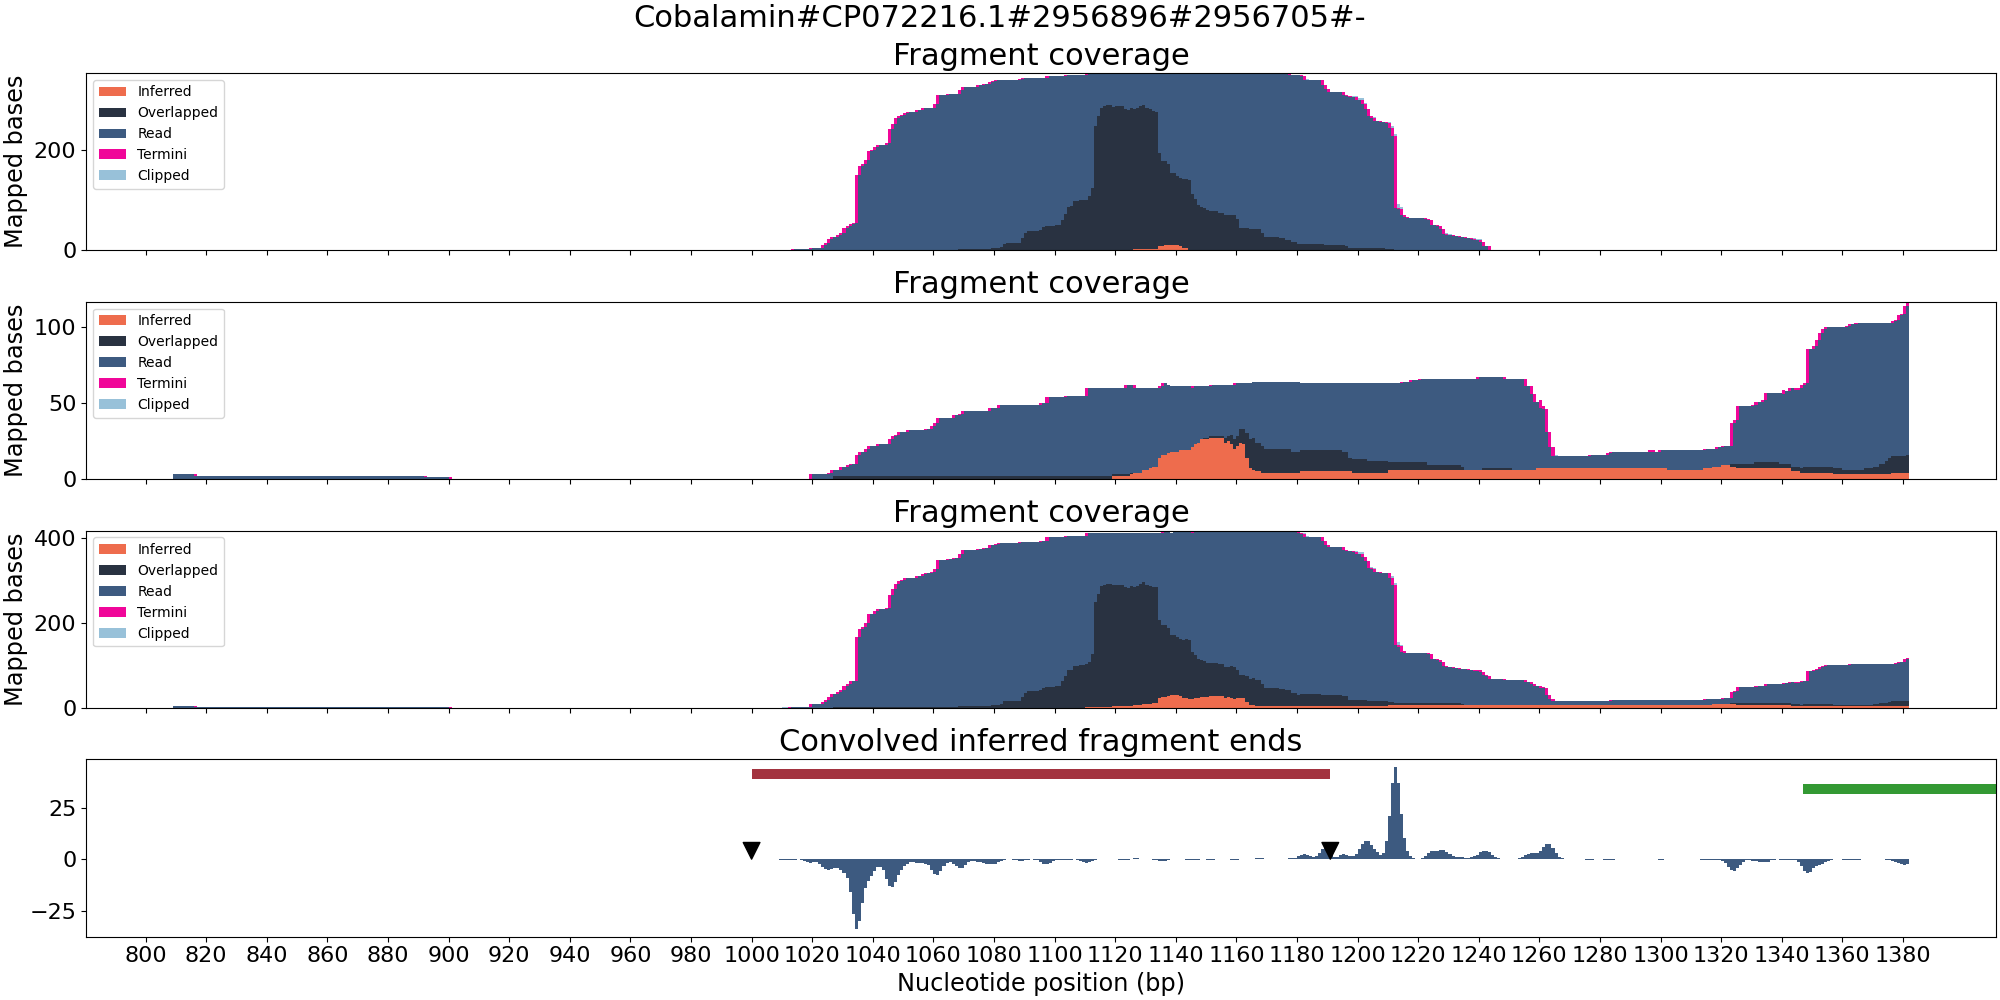 Cobalamin#CP072216.1#2956896#2956705#-
Fragment coverage
Mapped bases
200
0
Inferred
Overlapped
Read
Termini
Clipped
Fragment coverage
Mapped bases
100
50
0
Inferred
Overlapped
Read
Termini
Clipped
Fragment coverage
Mapped bases
400
200
0
Inferred
Overlapped
Read
Termini
Clipped
Convolved inferred fragment ends
25
0
−25
800 820 840 860 880 900 920 940 960 980 1000 1020 1040 1060 1080 1100 1120 1140 1160 1180 1200 1220 1240 1260 1280 1300 1320 1340 1360 1380
Nucleotide position (bp)